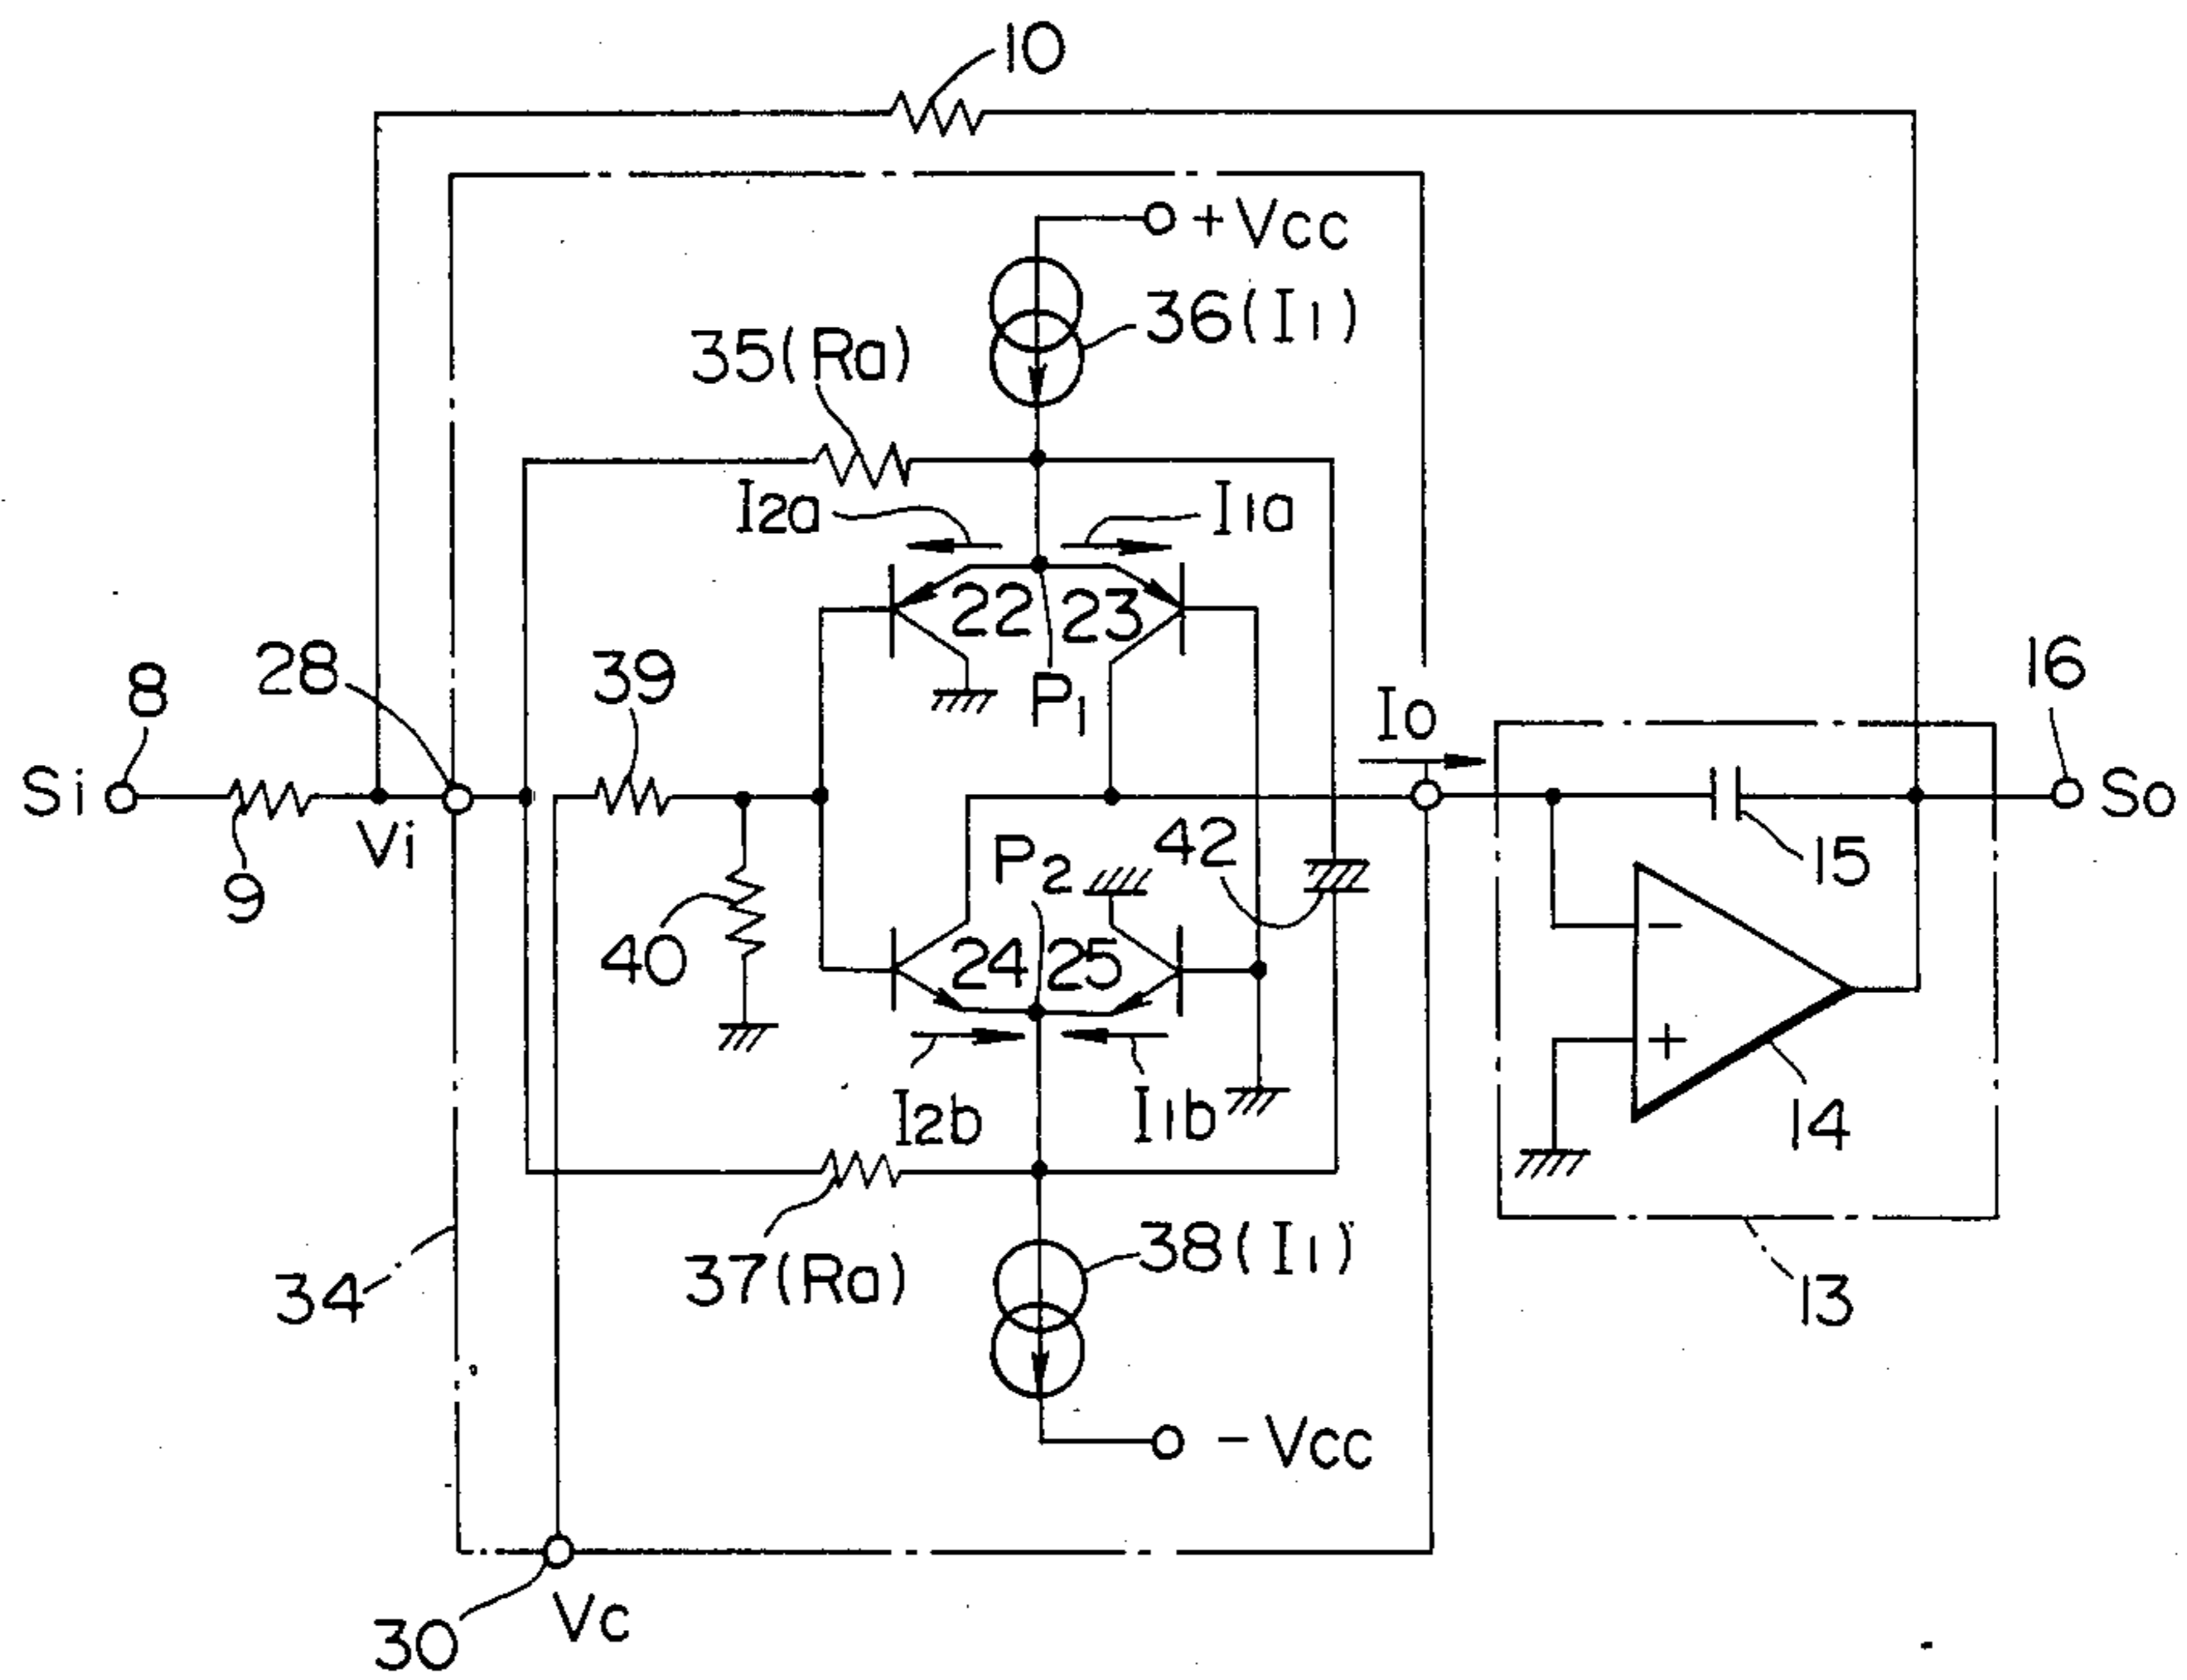 10
+Vcc
36(I1)
35(Ra)
I2a
I1a
22
23
P1
28
39
8
Si
Vi
9
40
Io
16
So
15
42
P2
24
25
I2b
I1b
-
+
14
13
37(Ra)
38(I1)
34
-Vcc
30
Vc